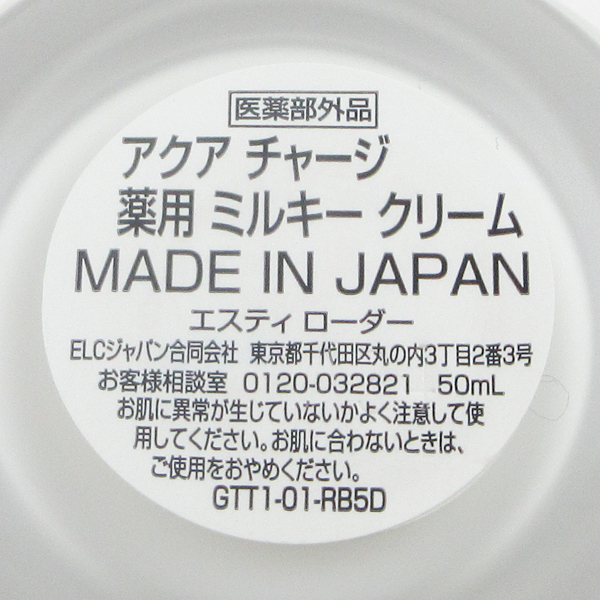 医薬部外品
アクア チャージ
薬用 ミルキー クリーム
MADE IN JAPAN
エスティ ローダー
ELCジャパン合同会社 東京都千代田区丸の内3丁目2番3号
お客様相談室 0120-032821 50mL
お肌に異常が生じていないかよく注意して使
用してください。お肌に合わないときは、
ご使用をおやめください。
GTT1-01-RB5D